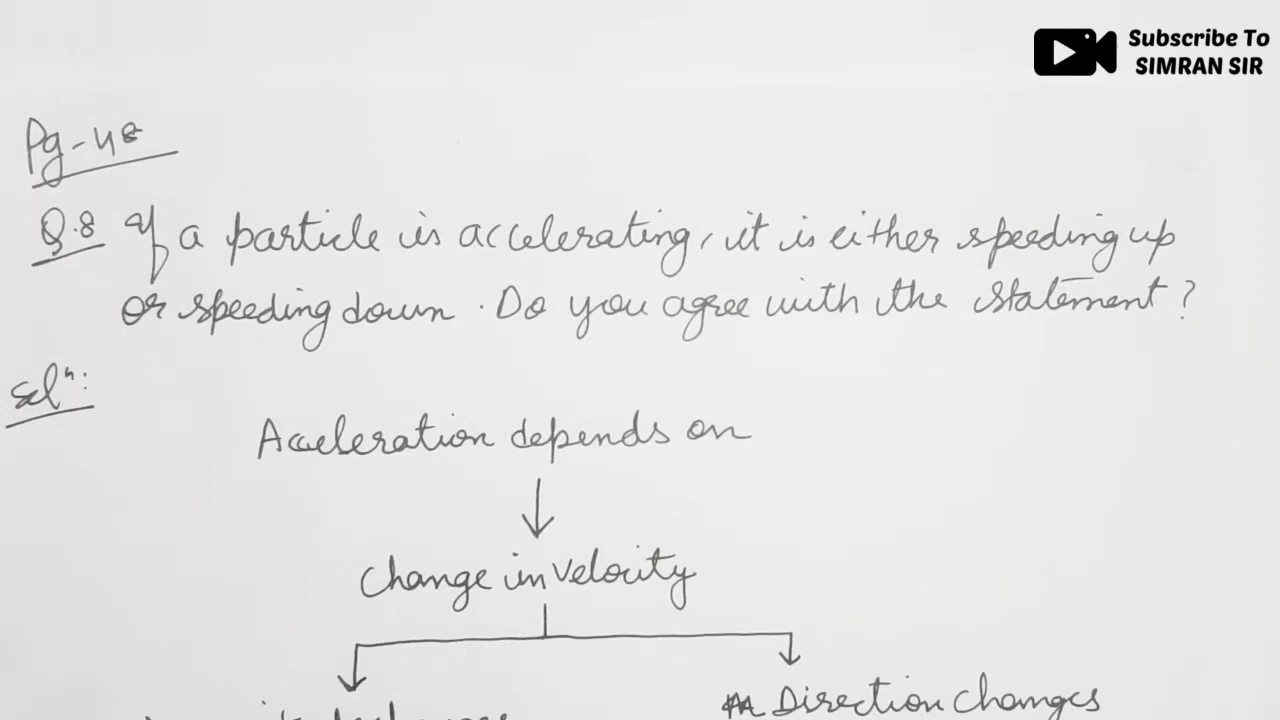 Subscribe To
SIMRAN SIR
Pg-48
Q.8 If a particle is accelerating, it is either speeding up
or speeding down. Do you agree with the statement?
Solⁿ:
Acceleration depends on
Change in velocity
Direction Changes